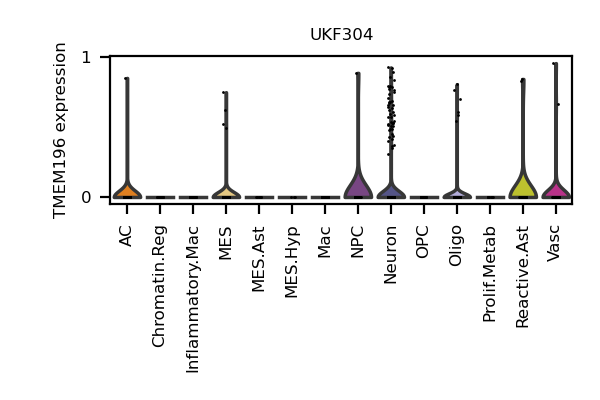 UKF304
TMEM196 expression
1
0
AC
Chromatin.Reg
Inflammatory.Mac
MES
MES.Ast
MES.Hyp
Mac
NPC
Neuron
OPC
Oligo
Prolif.Metab
Reactive.Ast
Vasc